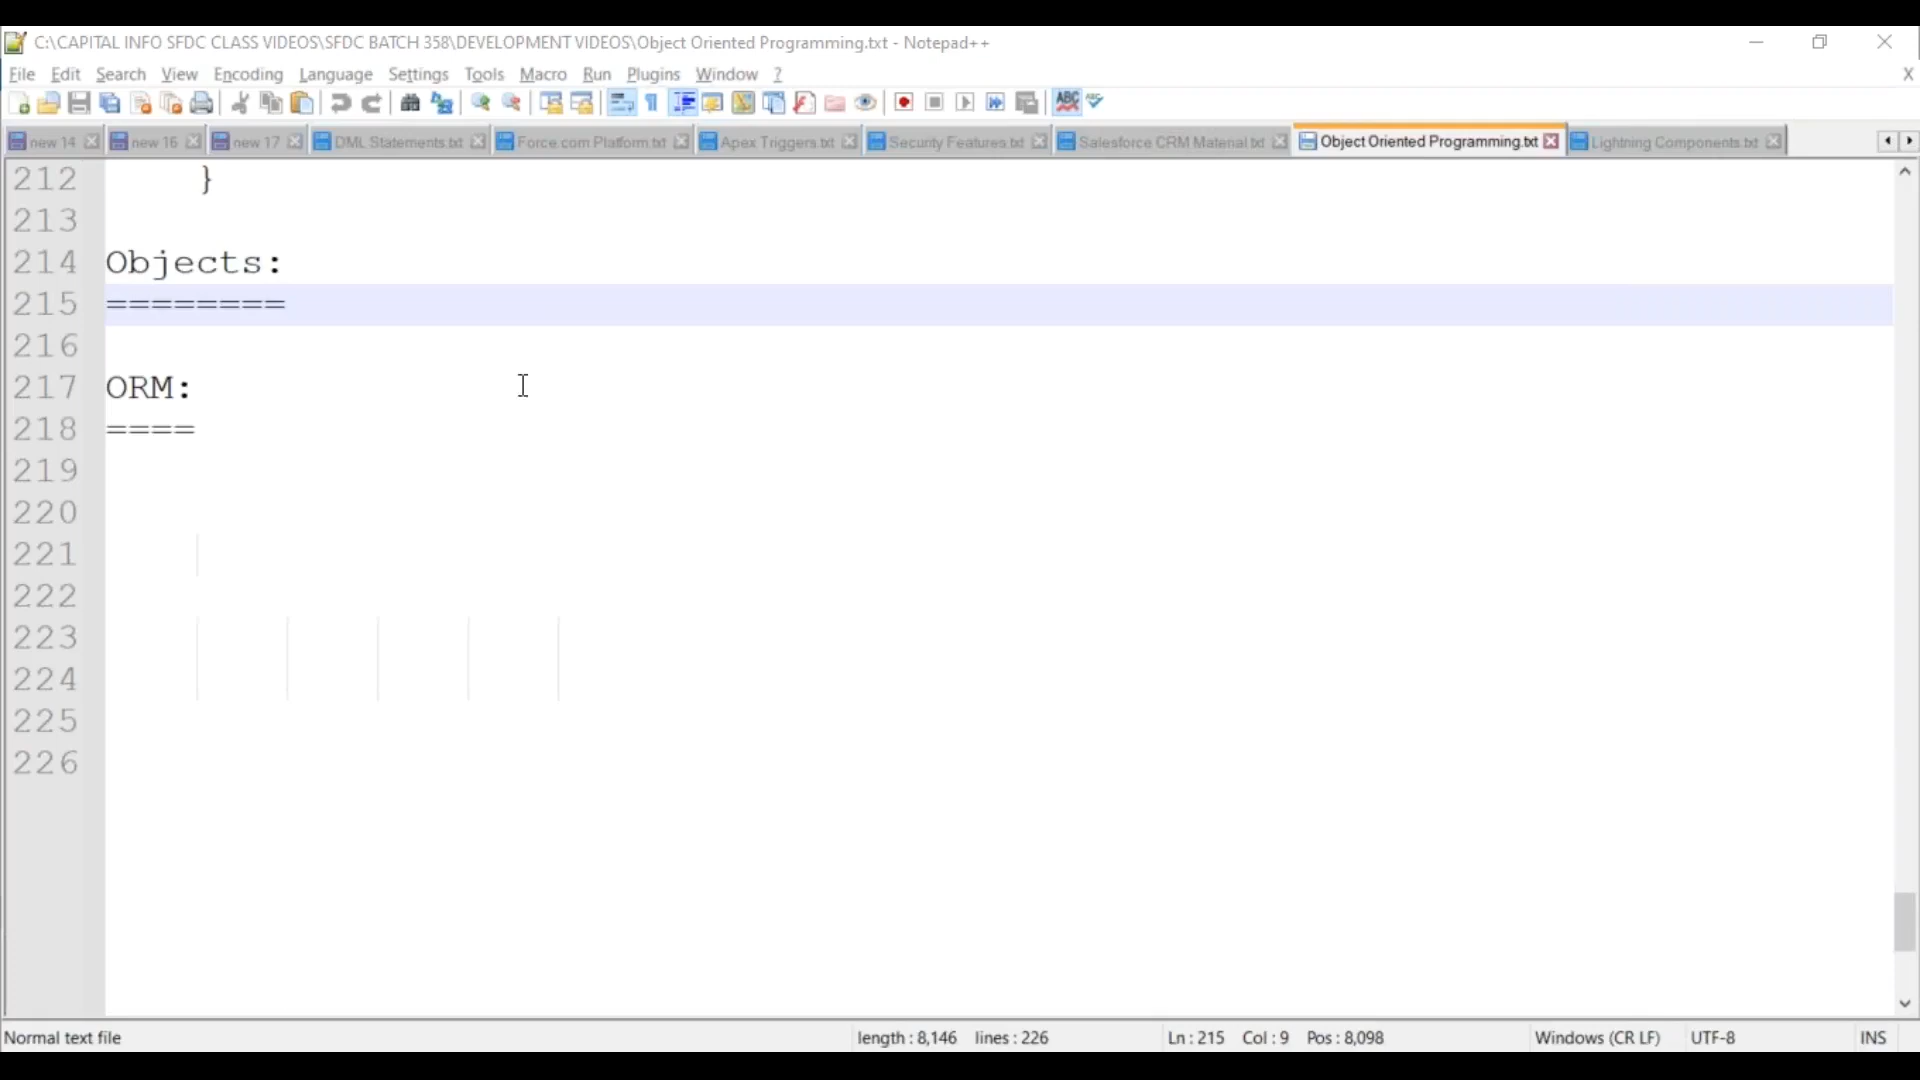 C:\CAPITAL INFO SFDC CLASS VIDEOS\SFDC BATCH 358\DEVELOPMENT VIDEOS\Object Oriented Programming.txt - Notepad++
File Edit Search View Encoding Language Settings Tools Macro Run Plugins Window ? X
new 14 new 16 new 17 DML Statements.txt Force.com Platform.txt Apex Triggers.txt Security Features.txt Salesforce CRM Material.txt Object Oriented Programming.txt Lightning Components.txt
212 }
213
214 Objects:
215 ========
216
217 ORM:
218 ====
219
220
221
222
223
224
225
226
Normal text file length : 8,146 lines : 226 Ln : 215 Col : 9 Pos : 8,098 Windows (CR LF) UTF-8 INS